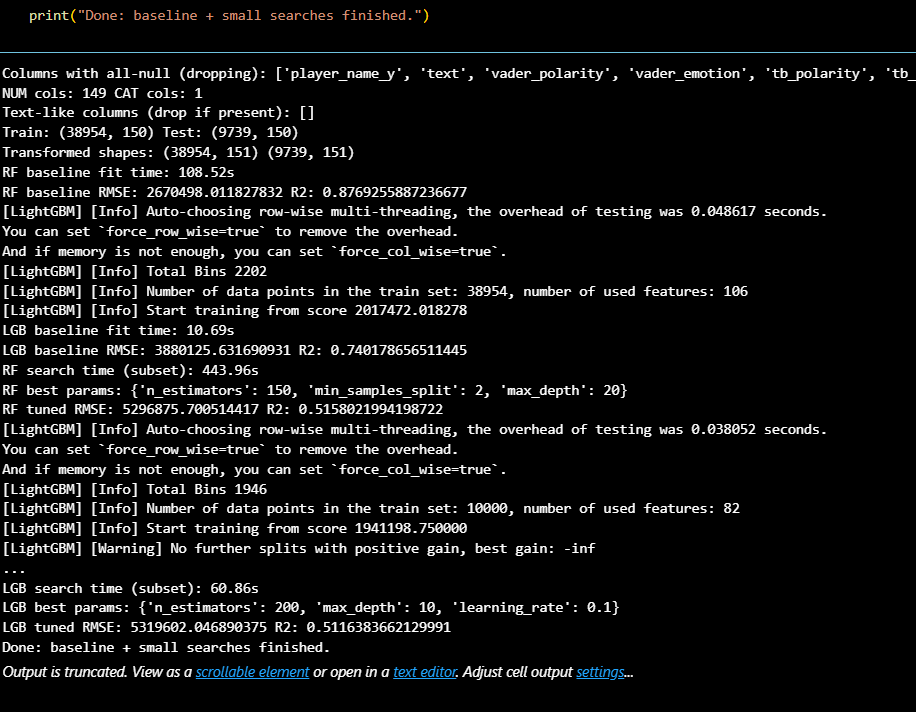 print("Done: baseline + small searches finished.")
Columns with all-null (dropping): ['player_name_y', 'text', 'vader_polarity', 'vader_emotion', 'tb_polarity', 'tb_
NUM cols: 149 CAT cols: 1
Text-like columns (drop if present): []
Train: (38954, 150) Test: (9739, 150)
Transformed shapes: (38954, 151) (9739, 151)
RF baseline fit time: 108.52s
RF baseline RMSE: 2670498.011827832 R2: 0.8769255887236677
[LightGBM] [Info] Auto-choosing row-wise multi-threading, the overhead of testing was 0.048617 seconds.
You can set `force_row_wise=true` to remove the overhead.
And if memory is not enough, you can set `force_col_wise=true`.
[LightGBM] [Info] Total Bins 2202
[LightGBM] [Info] Number of data points in the train set: 38954, number of used features: 106
[LightGBM] [Info] Start training from score 2017472.018278
LGB baseline fit time: 10.69s
LGB baseline RMSE: 3880125.631690931 R2: 0.740178656511445
RF search time (subset): 443.96s
RF best params: {'n_estimators': 150, 'min_samples_split': 2, 'max_depth': 20}
RF tuned RMSE: 5296875.700514417 R2: 0.5158021994198722
[LightGBM] [Info] Auto-choosing row-wise multi-threading, the overhead of testing was 0.038052 seconds.
You can set `force_row_wise=true` to remove the overhead.
And if memory is not enough, you can set `force_col_wise=true`.
[LightGBM] [Info] Total Bins 1946
[LightGBM] [Info] Number of data points in the train set: 10000, number of used features: 82
[LightGBM] [Info] Start training from score 1941198.750000
[LightGBM] [Warning] No further splits with positive gain, best gain: -inf
...
LGB search time (subset): 60.86s
LGB best params: {'n_estimators': 200, 'max_depth': 10, 'learning_rate': 0.1}
LGB tuned RMSE: 5319602.046890375 R2: 0.5116383662129991
Done: baseline + small searches finished.
Output is truncated. View as a scrollable element or open in a text editor. Adjust cell output settings...